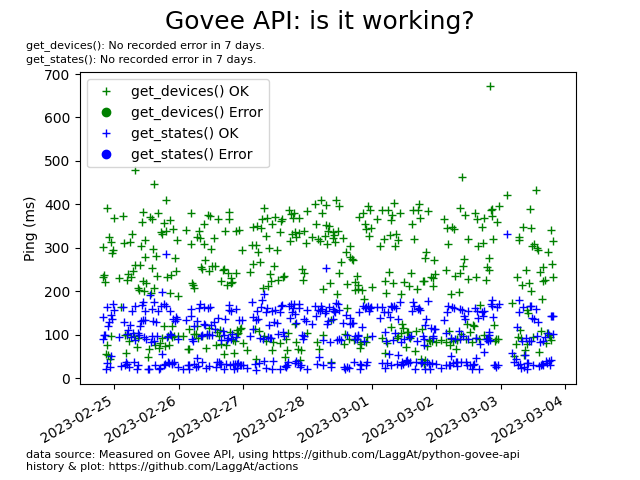 Govee API: is it working?
get_devices(): No recorded error in 7 days.
get_states(): No recorded error in 7 days.
get_devices() OK
get_devices() Error
get_states() OK
get_states() Error
700
600
500
400
300
200
100
0
Ping (ms)
2023-02-25
2023-02-26
2023-02-27
2023-02-28
2023-03-01
2023-03-02
2023-03-03
2023-03-04
data source: Measured on Govee API, using https://github.com/LaggAt/python-govee-api
history & plot: https://github.com/LaggAt/actions